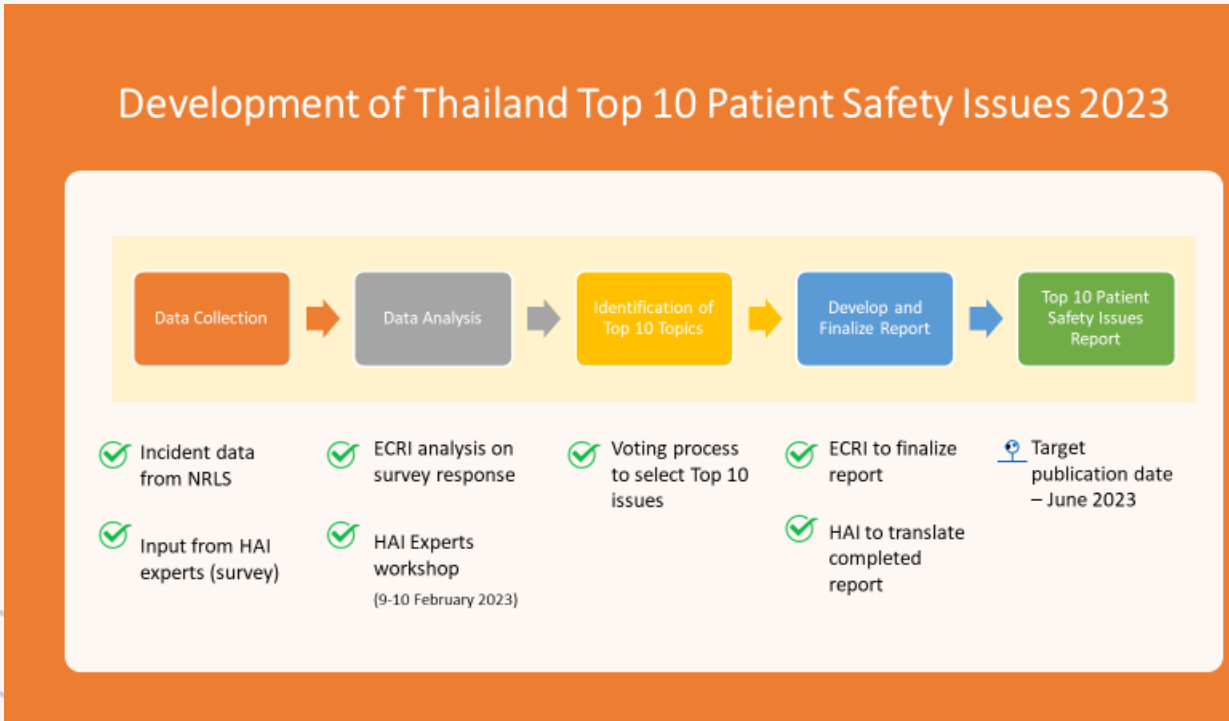 Development of Thailand Top 10 Patient Safety Issues 2023
Data Collection
Data Analysis
Identification of
Top 10 Topics
Develop and
Finalize Report
Top 10 Patient
Safety Issues
Report
Incident data
from NRLS
Input from HAI
experts (survey)
ECRI analysis on
survey response
HAI Experts
workshop
(9-10 February 2023)
Voting process
to select Top 10
issues
ECRI to finalize
report
HAI to translate
completed
report
Target
publication date
– June 2023